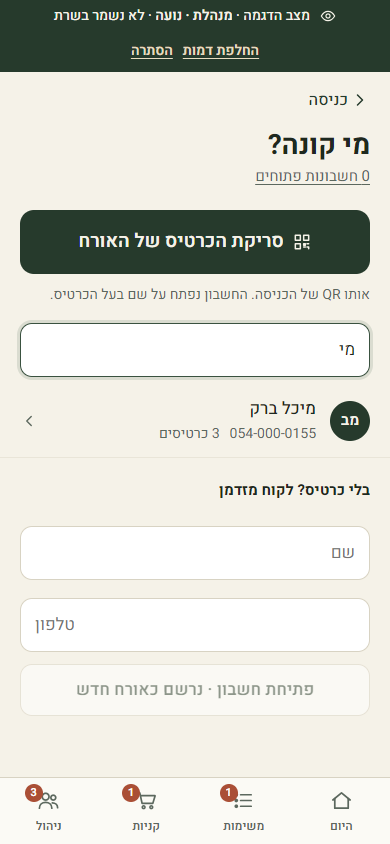 מצב הדגמה · מנהלת · נועה · לא נשמר בשרת
החלפת דמות הסתרה
כניסה
מי קונה?
0 חשבונות פתוחים
סריקת הכרטיס של האורח
אותו QR של הכניסה. החשבון נפתח על שם בעל הכרטיס.
מי
מב
מיכל ברק
054-000-0155 3 כרטיסים
בלי כרטיס? לקוח מזדמן
שם
טלפון
פתיחת חשבון · נרשם כאורח חדש
1 1 3
היום משימות קניות ניהול